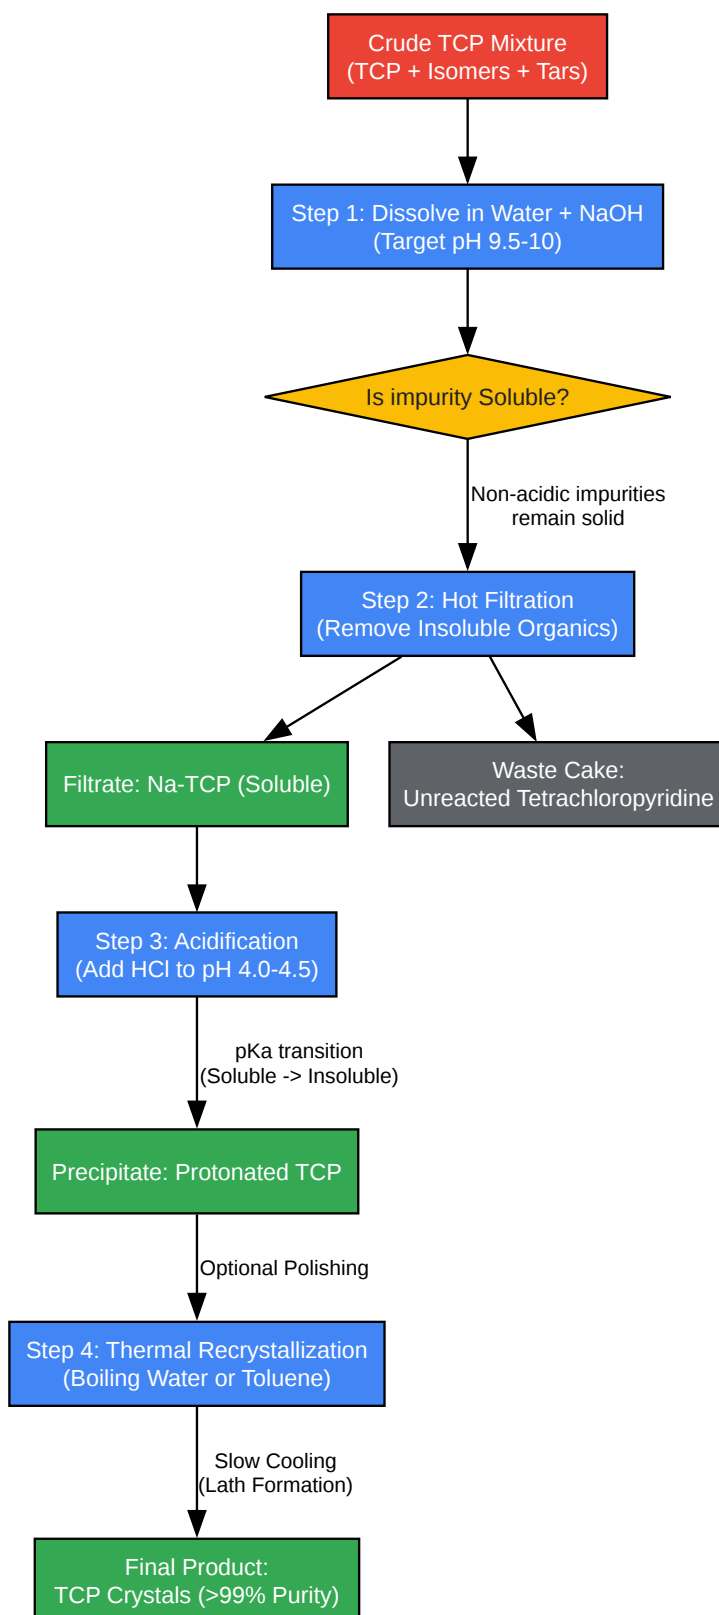 Crude TCP Mixture
(TCP + Isomers + Tars)
Step 1: Dissolve in Water + NaOH
(Target pH 9.5-10)
Is impurity Soluble?
Non-acidic impurities
remain solid
Step 2: Hot Filtration
(Remove Insoluble Organics)
Filtrate: Na-TCP (Soluble)
Waste Cake:
Unreacted Tetrachloropyridine
Step 3: Acidification
(Add HCl to pH 4.0-4.5)
pKa transition
(Soluble -> Insoluble)
Precipitate: Protonated TCP
Optional Polishing
Step 4: Thermal Recrystallization
(Boiling Water or Toluene)
Slow Cooling
(Lath Formation)
Final Product:
TCP Crystals (>99% Purity)